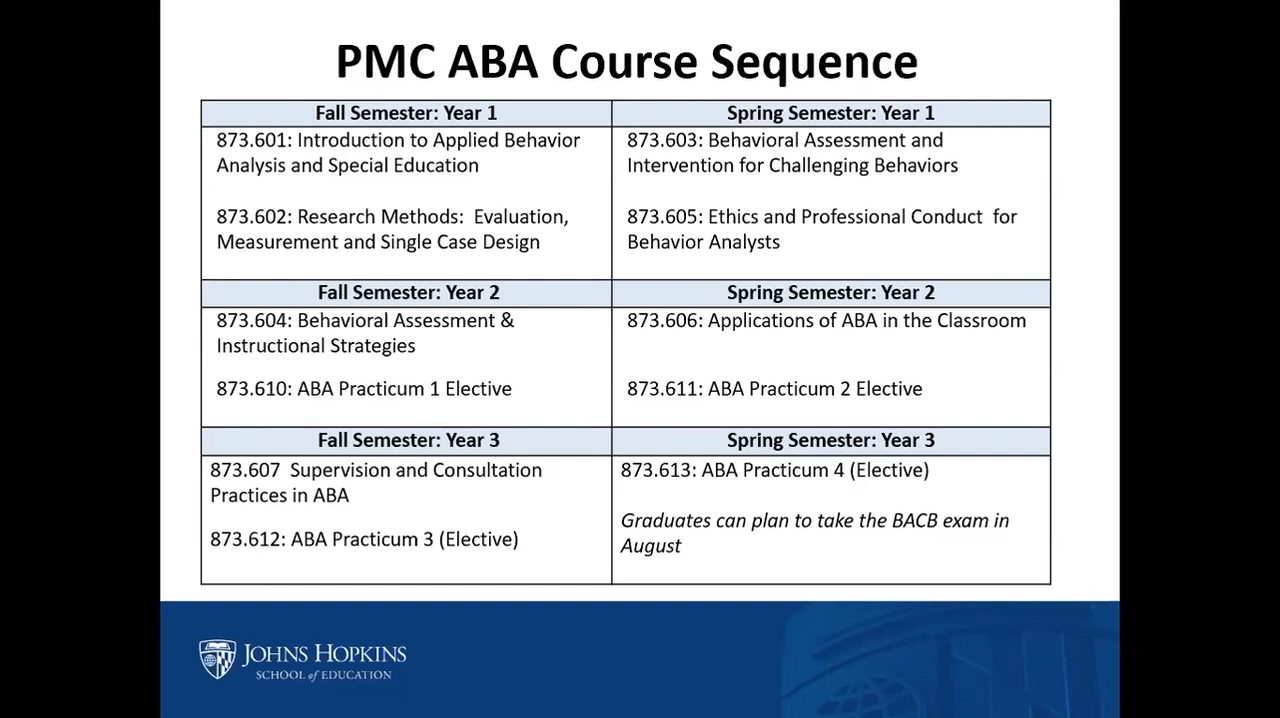 PMC ABA Course Sequence
Fall Semester: Year 1
Spring Semester: Year 1
873.601: Introduction to Applied Behavior
Analysis and Special Education
873.602: Research Methods:  Evaluation,
Measurement and Single Case Design
873.603: Behavioral Assessment and
Intervention for Challenging Behaviors
873.605: Ethics and Professional Conduct  for
Behavior Analysts
Fall Semester: Year 2
Spring Semester: Year 2
873.604: Behavioral Assessment &
Instructional Strategies
873.610: ABA Practicum 1 Elective
873.606: Applications of ABA in the Classroom
873.611: ABA Practicum 2 Elective
Fall Semester: Year 3
Spring Semester: Year 3
873.607  Supervision and Consultation
Practices in ABA
873.612: ABA Practicum 3 (Elective)
873.613: ABA Practicum 4 (Elective)
Graduates can plan to take the BACB exam in
August
JOHNS HOPKINS
SCHOOL of EDUCATION